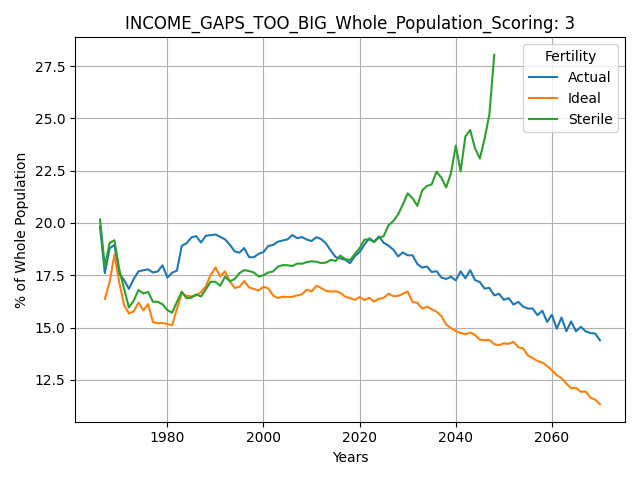 INCOME_GAPS_TOO_BIG_Whole_Population_Scoring: 3
Fertility
Actual
Ideal
Sterile
% of Whole Population
27.5
25.0
22.5
20.0
17.5
15.0
12.5
1980
2000
2020
2040
2060
Years